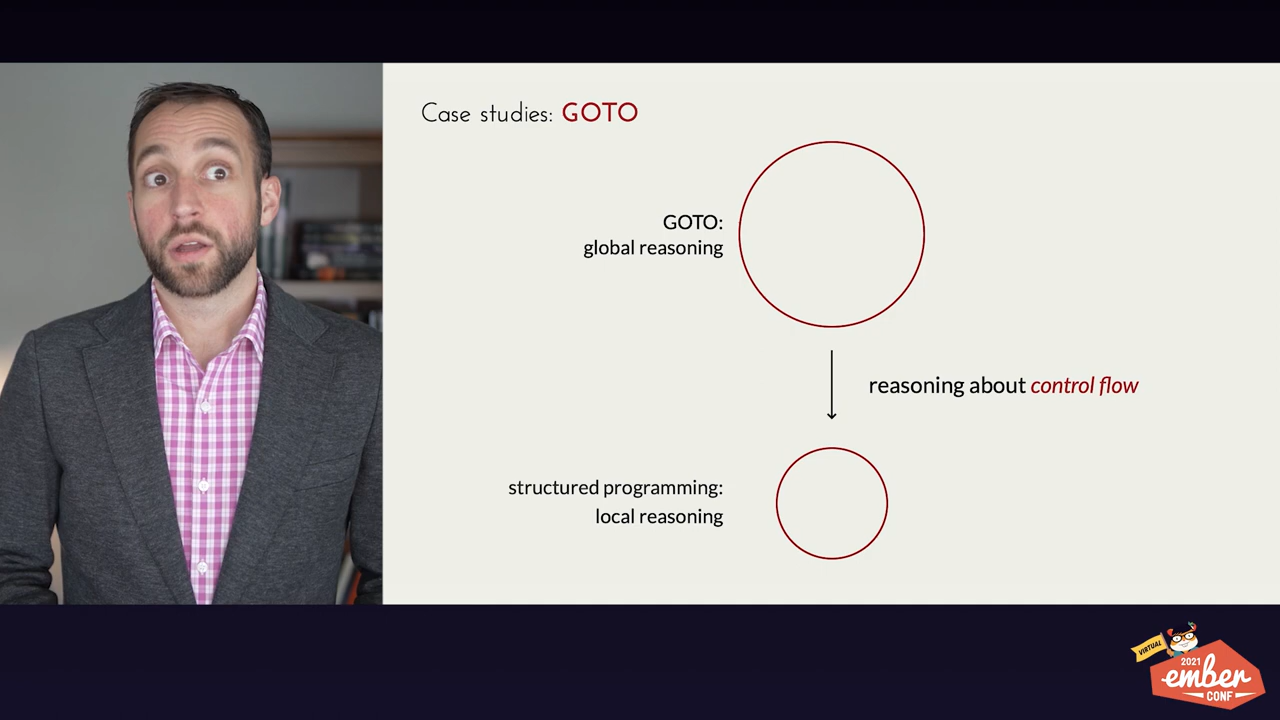 Case studies: GOTO
GOTO:
global reasoning
reasoning about control flow
structured programming:
local reasoning
VIRTUAL
2021
ember
CONF